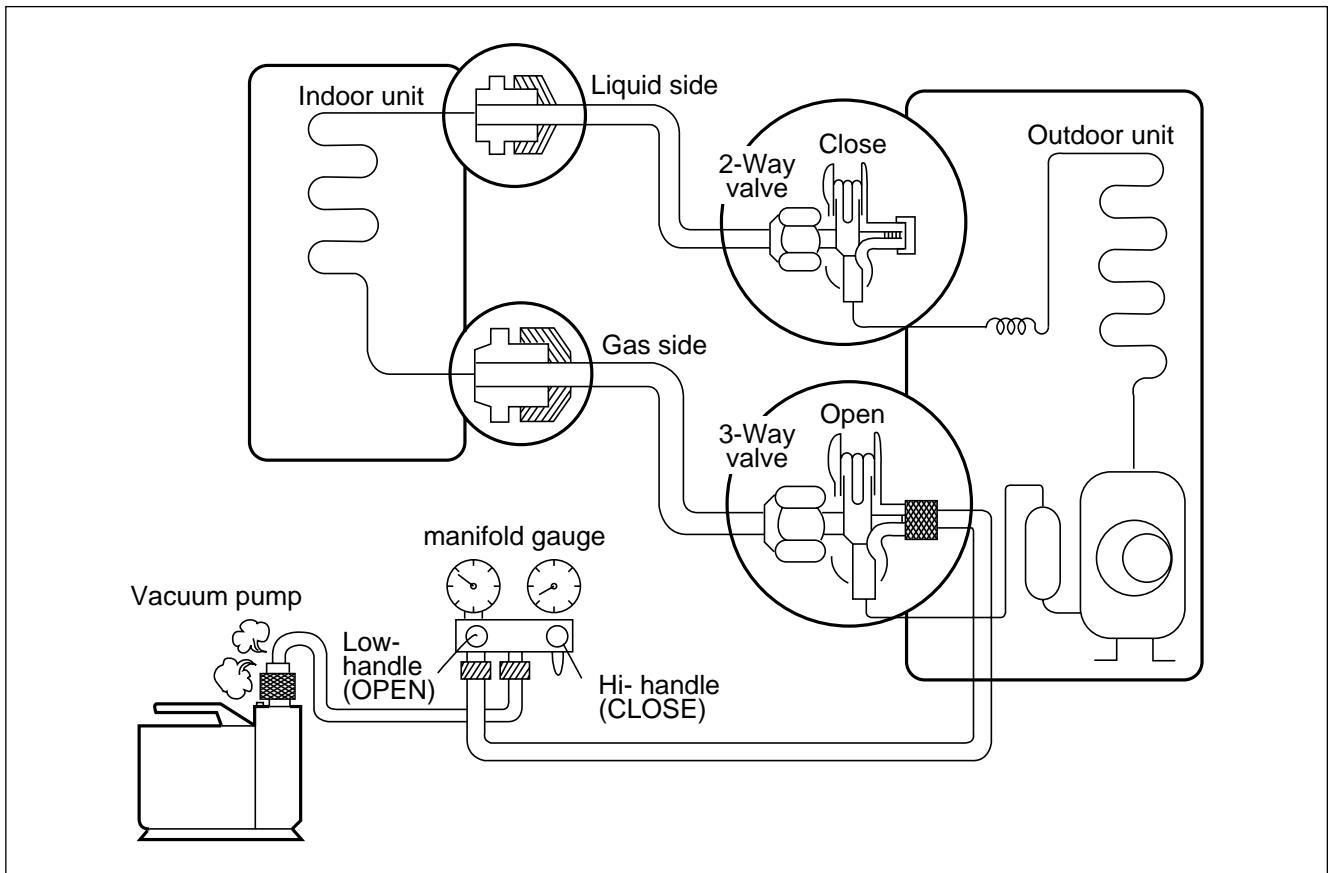 Indoor unit
Liquid side
Close
2-Way
valve
Outdoor unit
Gas side
Open
3-Way
valve
manifold gauge
Vacuum pump
Low-
handle
(OPEN)
Hi- handle
(CLOSE)